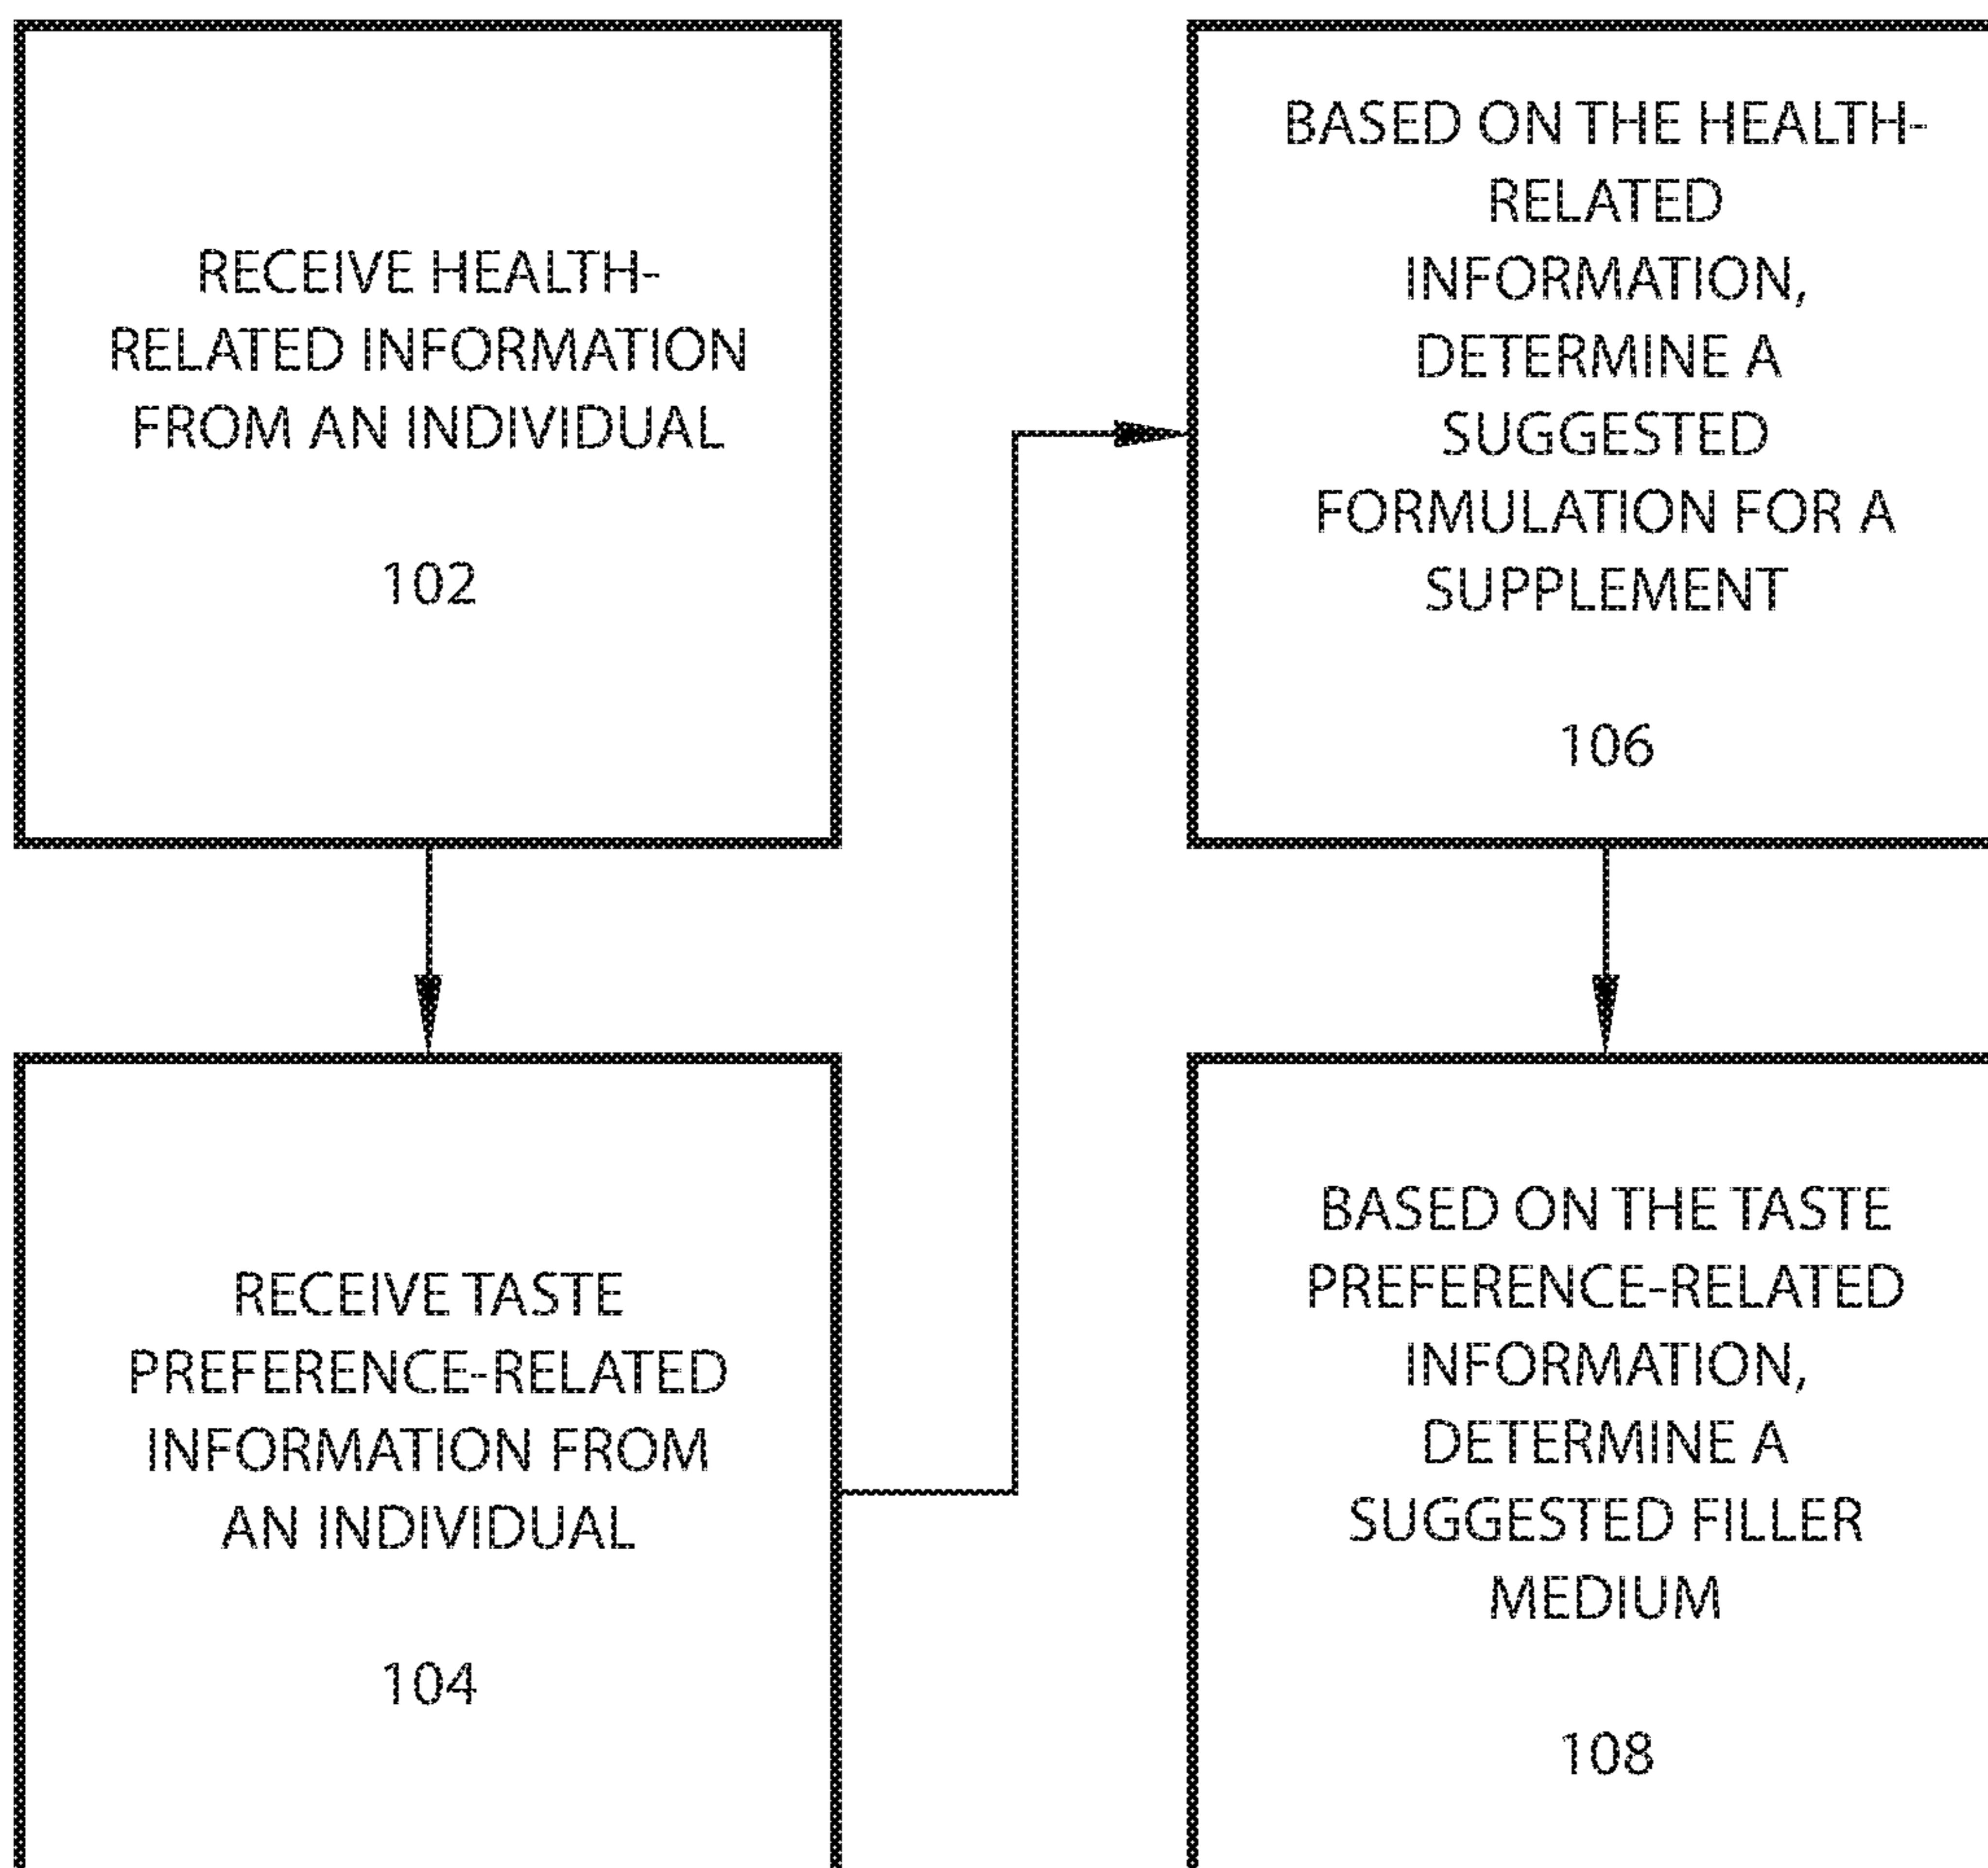 RECEIVE HEALTH-
RELATED INFORMATION
FROM AN INDIVIDUAL
102
RECEIVE TASTE
PREFERENCE-RELATED
INFORMATION FROM
AN INDIVIDUAL
104
BASED ON THE HEALTH-
RELATED
INFORMATION,
DETERMINE A
SUGGESTED
FORMULATION FOR A
SUPPLEMENT
106
BASED ON THE TASTE
PREFERENCE-RELATED
INFORMATION,
DETERMINE A
SUGGESTED FILLER
MEDIUM
108